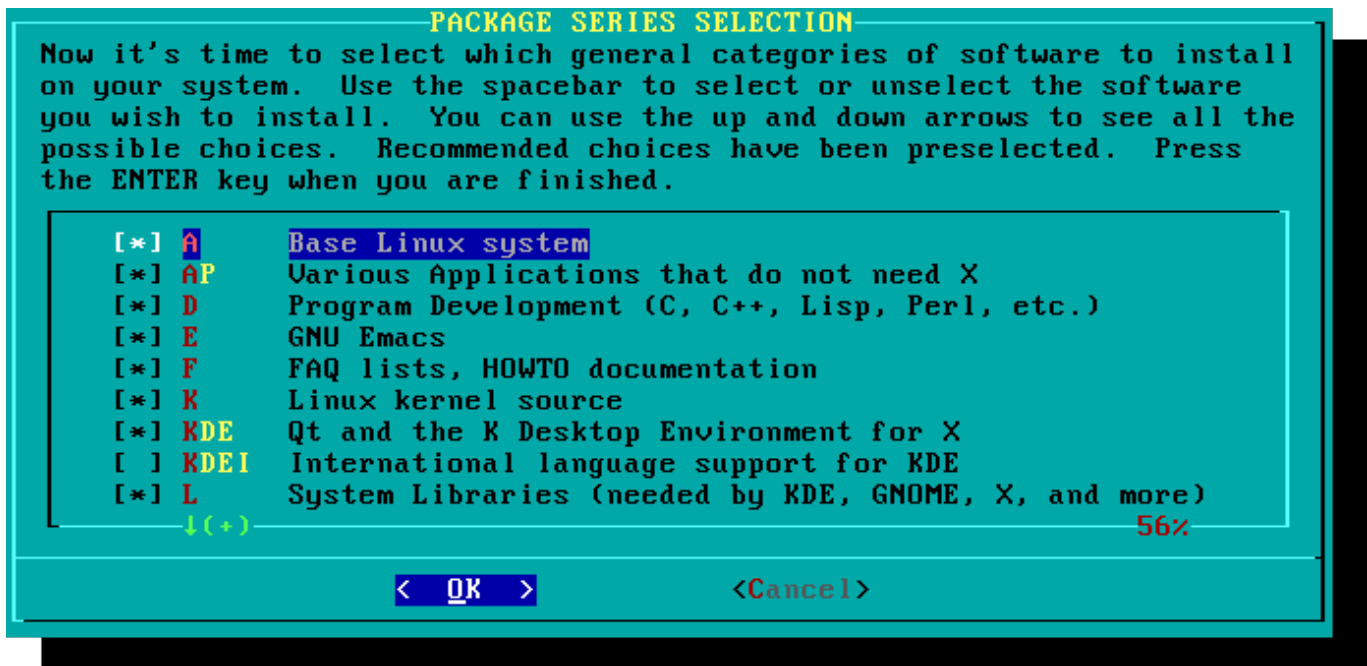 PACKAGE SERIES SELECTION
Now it's time to select which general categories of software to install
on your system.  Use the spacebar to select or unselect the software
you wish to install.  You can use the up and down arrows to see all the
possible choices.  Recommended choices have been preselected.  Press
the ENTER key when you are finished.
[*] A Base Linux system
[*] AP Various Applications that do not need X
[*] D Program Development (C, C++, Lisp, Perl, etc.)
[*] E GNU Emacs
[*] F FAQ lists, HOWTO documentation
[*] K Linux kernel source
[*] KDE Qt and the K Desktop Environment for X
[ ] KDEI International language support for KDE
[*] L System Libraries (needed by KDE, GNOME, X, and more)
↓(+) 56%
< OK > <Cancel>